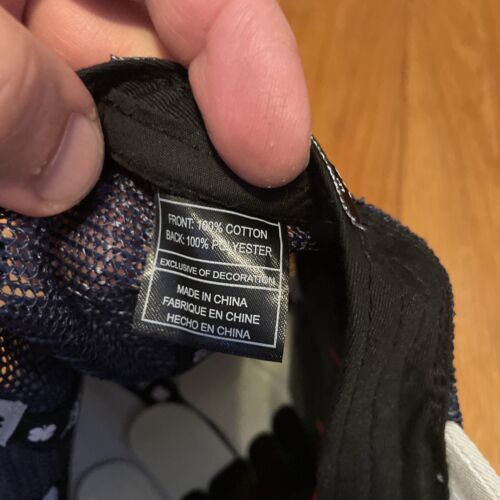 FRONT: 100% COTTON
BACK: 100% POLYESTER
EXCLUSIVE OF DECORATION
MADE IN CHINA
FABRIQUE EN CHINE
HECHO EN CHINA